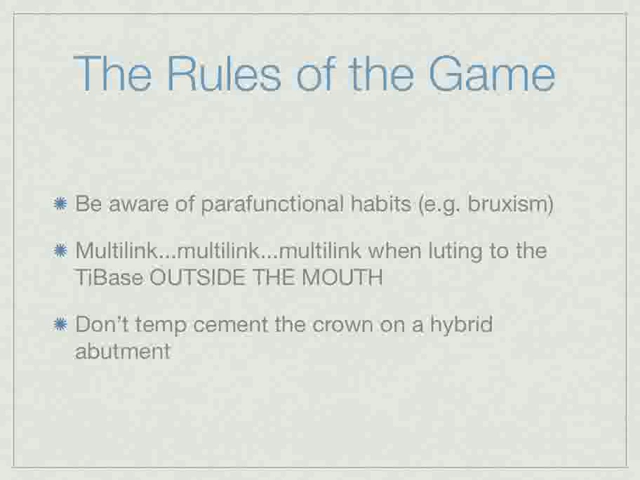 The Rules of the Game
Be aware of parafunctional habits (e.g. bruxism)
Multilink...multilink...multilink when luting to the
TiBase OUTSIDE THE MOUTH
Don't temp cement the crown on a hybrid
abutment